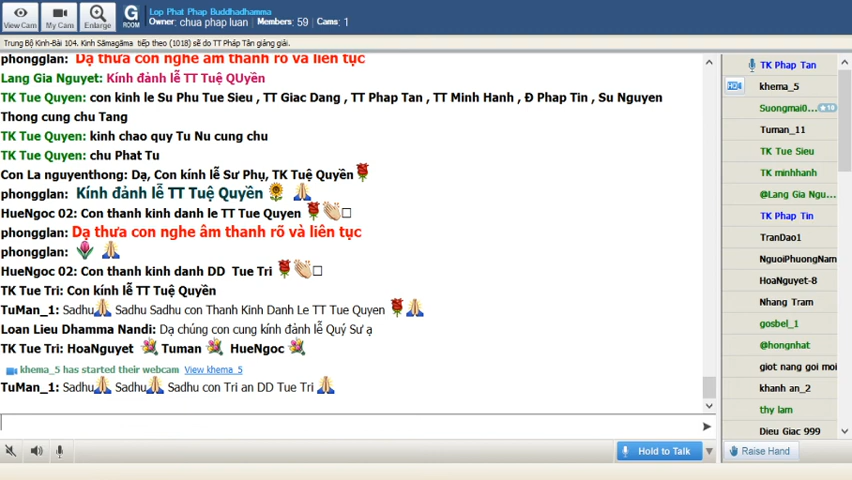 Lop Phat Phap Buddhadhamma
Owner: chua phap luan Members: 59 Cams: 1
View Cam My Cam Enlarge G ROOM
Trung Bộ Kinh-Bài 104. Kinh Sāmagāma tiếp theo (1018) sẽ do TT Pháp Tân giảng giải.
phongglan: Dạ thưa con nghe âm thanh rõ và liên tục
Lang Gia Nguyet: Kính đảnh lễ TT Tuệ QUyền
TK Tue Quyen: con kinh le Su Phu Tue Sieu , TT Giac Dang , TT Phap Tan , TT Minh Hanh , Đ Phap Tin , Su Nguyen
Thong cung chu Tang
TK Tue Quyen: kinh chao quy Tu Nu cung chu
TK Tue Quyen: chu Phat Tu
Con La nguyenthong: Dạ, Con kính lễ Sư Phụ, TK Tuệ Quyền
phongglan: Kính đảnh lễ TT Tuệ Quyền
HueNgoc 02: Con thanh kinh danh le TT Tue Quyen
phongglan: Dạ thưa con nghe âm thanh rõ và liên tục
phongglan:
HueNgoc 02: Con thanh kinh danh DD Tue Tri
TK Tue Tri: Con kính lễ TT Tuệ Quyền
TuMan_1: Sadhu Sadhu Sadhu con Thanh Kinh Danh Le TT Tue Quyen
Loan Lieu Dhamma Nandi: Dạ chúng con cung kính đảnh lễ Quý Sư ạ
TK Tue Tri: HoaNguyet Tuman HueNgoc
khema_5 has started their webcam View khema_5
TuMan_1: Sadhu Sadhu Sadhu con Tri an DD Tue Tri
Hold to Talk
TK Phap Tan
HD khema_5
Suongmai0... 10
Tuman_11
TK Tue Sieu
TK minhhanh
@Lang Gia Ngu...
TK Phap Tin
TranDao1
NguoiPhuongNam
HoaNguyet-8
Nhang Tram
gosbel_1
@hongnhat
giot nang goi moi
khanh an_2
thy lam
Dieu Giac 999
Raise Hand